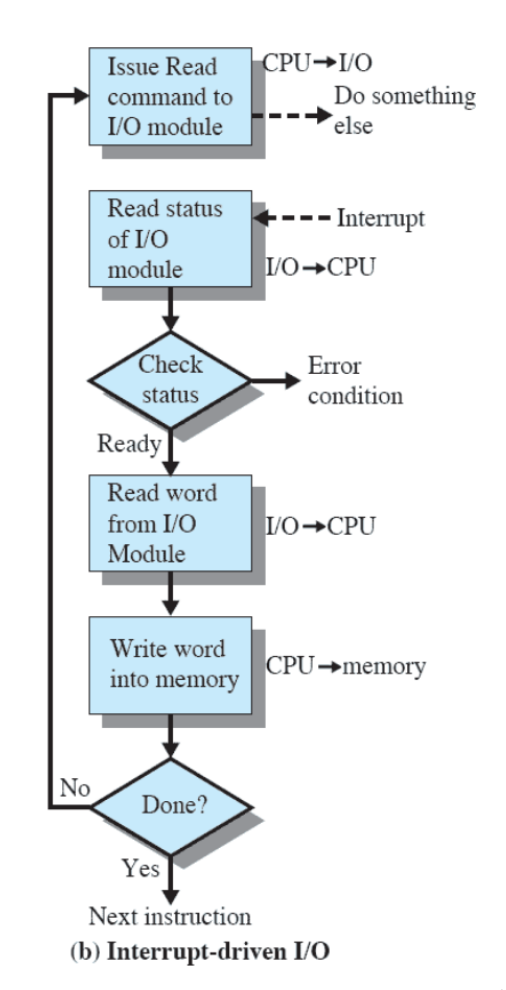 Issue Read
command to
I/O module
CPU→I/O
Do something
else
Read status
of I/O
module
Interrupt
I/O→CPU
Check
status
Error
condition
Ready
Read word
from I/O
Module
I/O→CPU
Write word
into memory
CPU→memory
No
Done?
Yes
Next instruction
(b) Interrupt-driven I/O